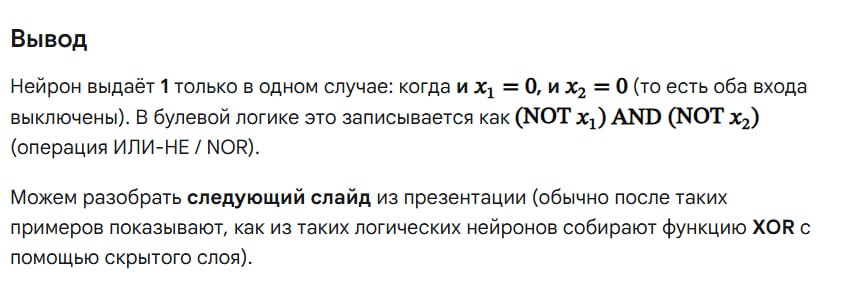 Вывод
Нейрон выдаёт 1 только в одном случае: когда и x₁ = 0, и x₂ = 0 (то есть оба входа
выключены). В булевой логике это записывается как (NOT x₁) AND (NOT x₂)
(операция ИЛИ-НЕ / NOR).
Можем разобрать следующий слайд из презентации (обычно после таких
примеров показывают, как из таких логических нейронов собирают функцию XOR с
помощью скрытого слоя).